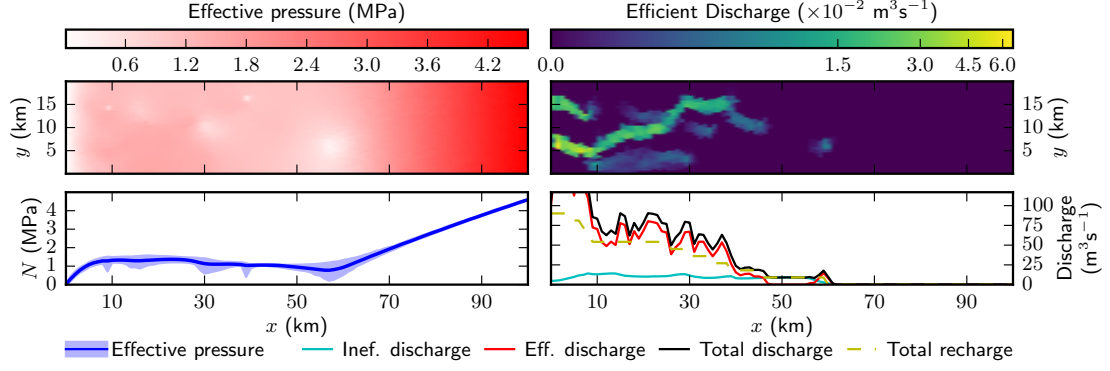 Effective pressure (MPa)
0.6 1.2 1.8 2.4 3.0 3.6 4.2
y (km)
15
10
5
N (MPa)
4
3
2
1
0
10 30 50 70 90
x (km)
Efficient Discharge (×10⁻² m³s⁻¹)
0.0 1.5 3.0 4.5 6.0
15
10
5
y (km)
100
75
50
25
0
Discharge
(m³s⁻¹)
10 30 50 70 90
x (km)
Effective pressure Inef. discharge Eff. discharge Total discharge Total recharge